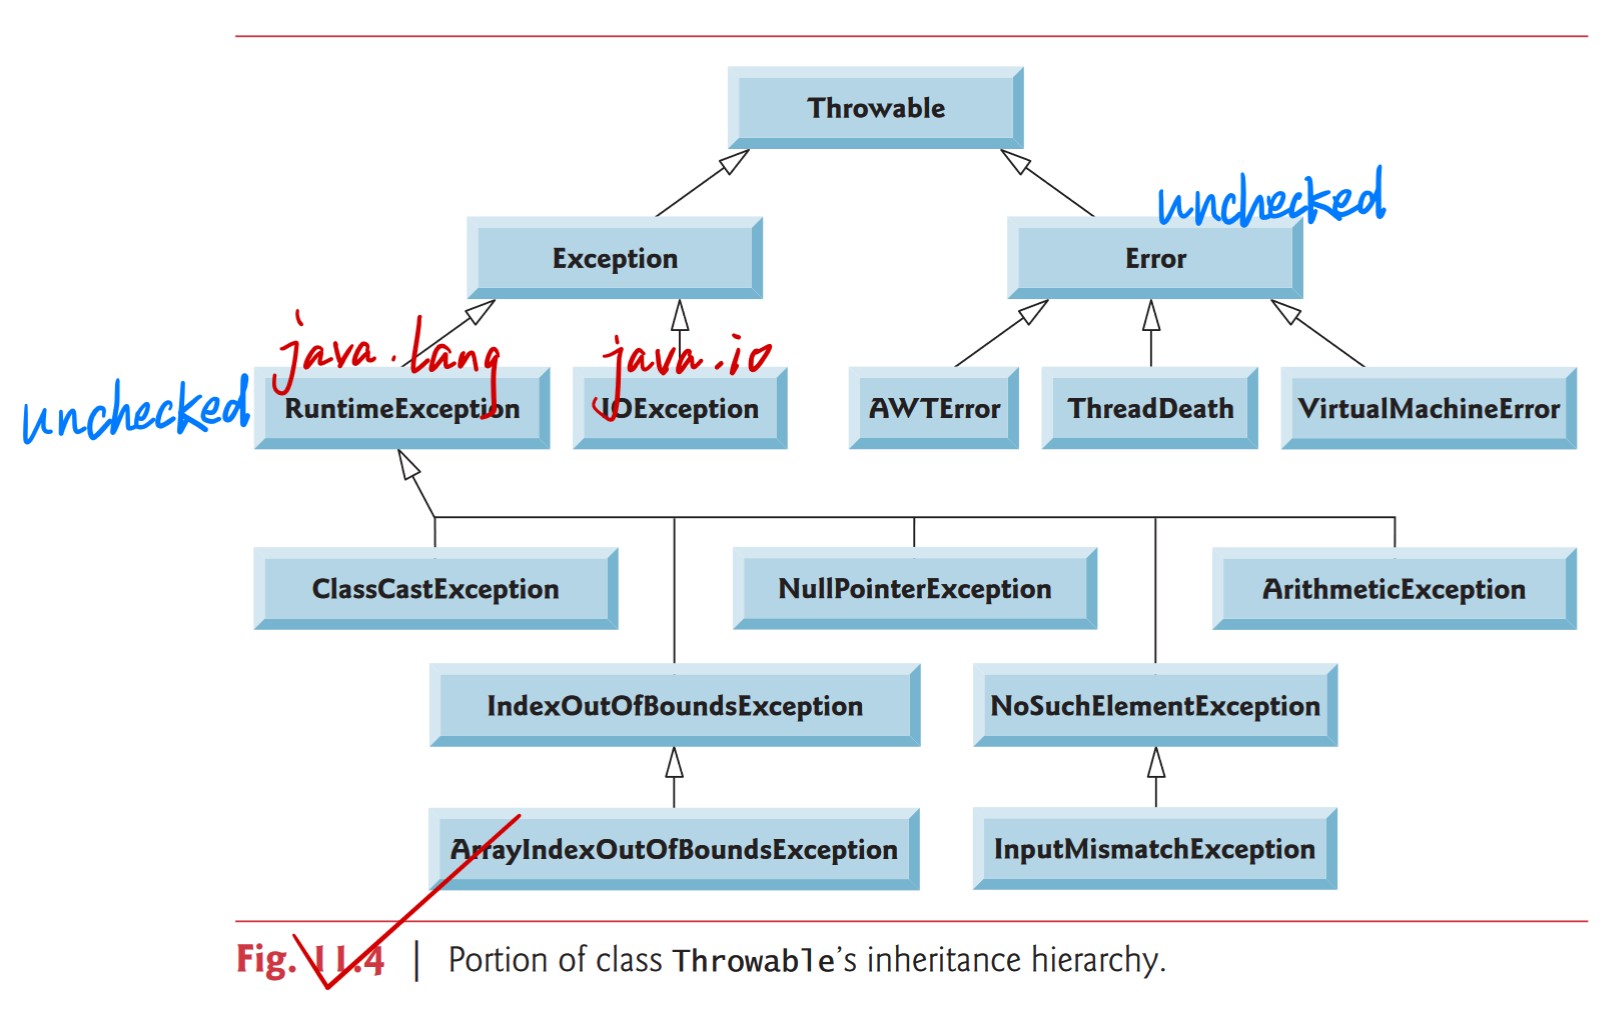 Throwable
unchecked
Exception
Error
java.lang
java.io
unchecked
RuntimeException
IOException
AWTError
ThreadDeath
VirtualMachineError
ClassCastException
NullPointerException
ArithmeticException
IndexOutOfBoundsException
NoSuchElementException
ArrayIndexOutOfBoundsException
InputMismatchException
Fig. 11.4 | Portion of class Throwable's inheritance hierarchy.